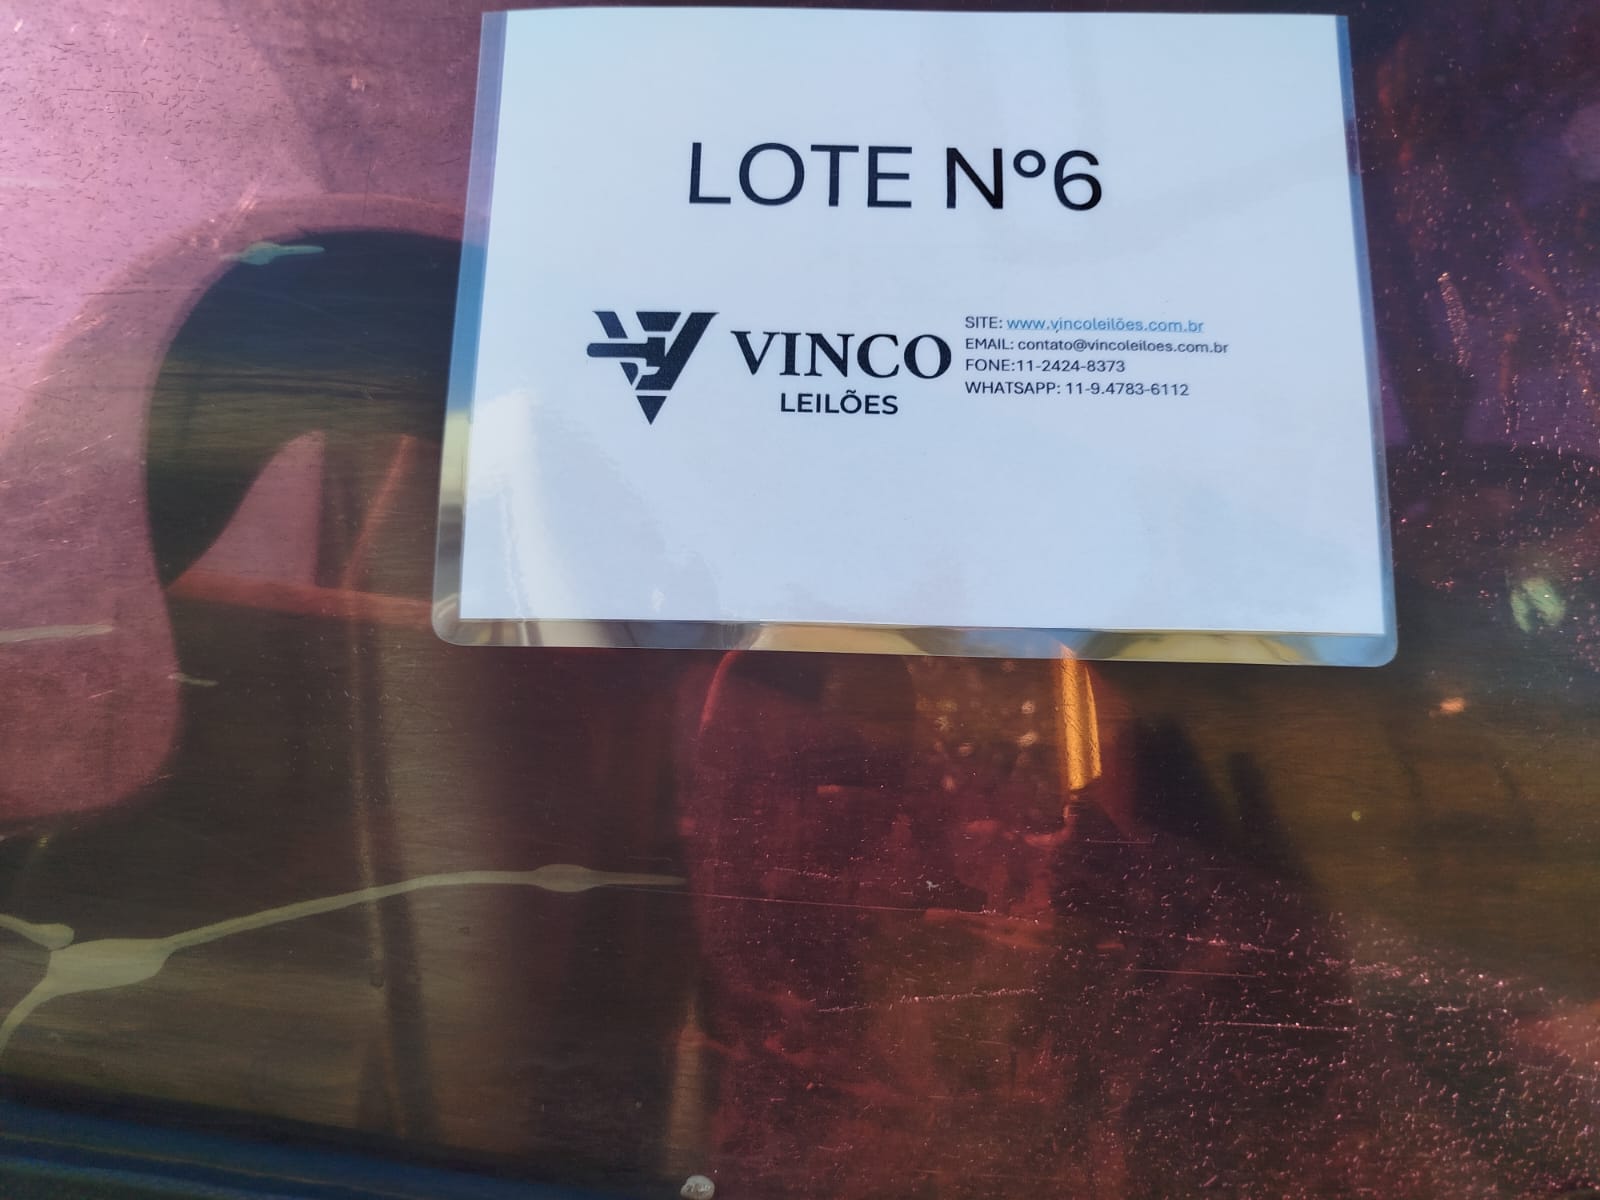 LOTE Nº6
VINCO
LEILÕES
SITE: www.vincoleilões.com.br
EMAIL: contato@vincoleiloes.com.br
FONE:11-2424-8373
WHATSAPP: 11-9.4783-6112